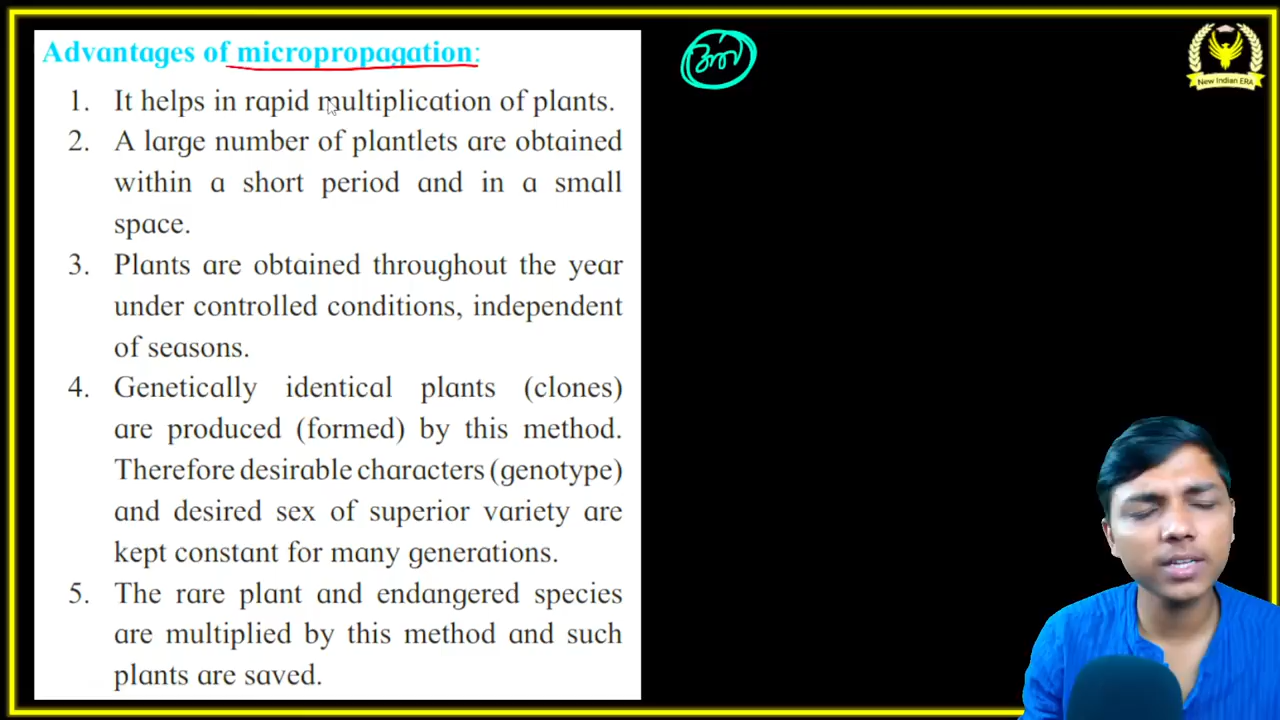 Advantages of micropropagation:
1. It helps in rapid multiplication of plants.
2. A large number of plantlets are obtained
within a short period and in a small
space.
3. Plants are obtained throughout the year
under controlled conditions, independent
of seasons.
4. Genetically identical plants (clones)
are produced (formed) by this method.
Therefore desirable characters (genotype)
and desired sex of superior variety are
kept constant for many generations.
5. The rare plant and endangered species
are multiplied by this method and such
plants are saved.
New Indian ERA